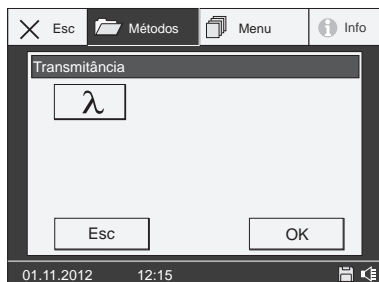 Esc Métodos Menu Info
Transmitância
λ
Esc OK
01.11.2012 12:15